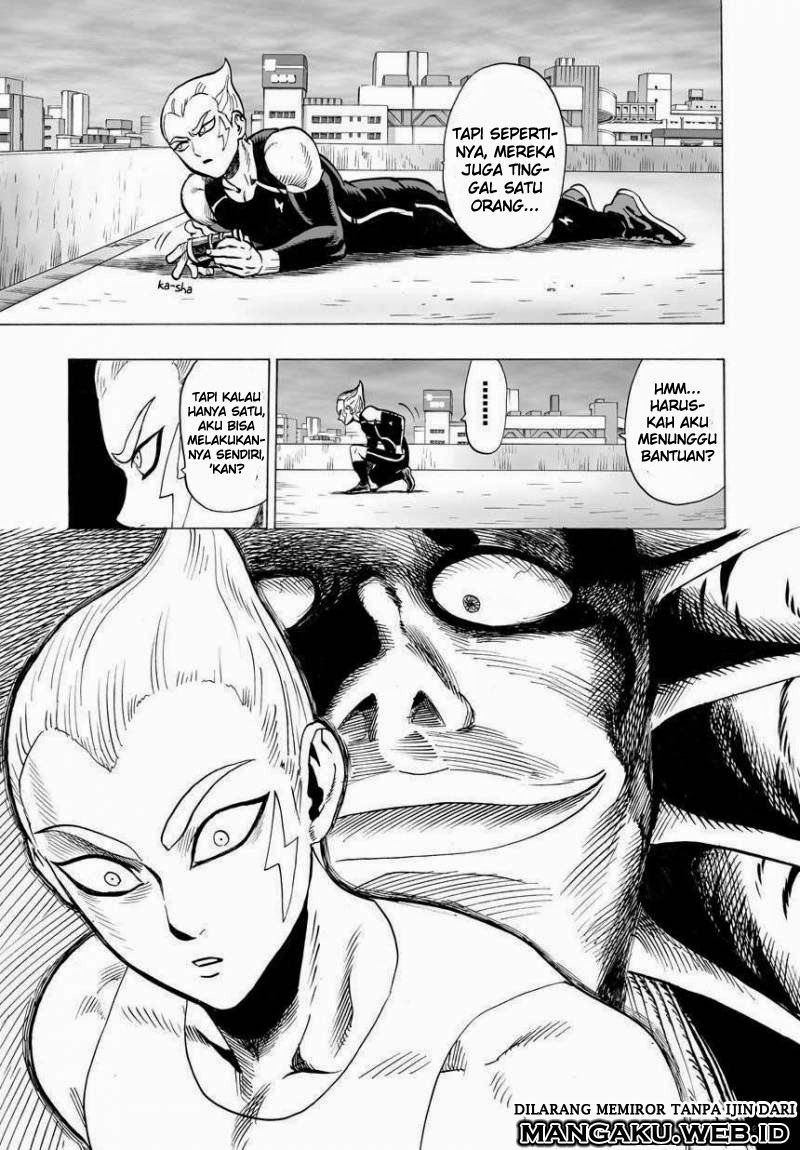 TAPI SEPERTI-
NYA, MEREKA
JUGA TING-
GAL SATU
ORANG...
ka-sha
HMM...
HARUS-
KAH AKU
MENUNGGU
BANTUAN?
.......
TAPI KALAU
HANYA SATU,
AKU BISA
MELAKUKAN-
NYA SENDIRI,
'KAN?
DILARANG MEMIROR TANPA IJIN DARI
MANGAKU.WEB.ID